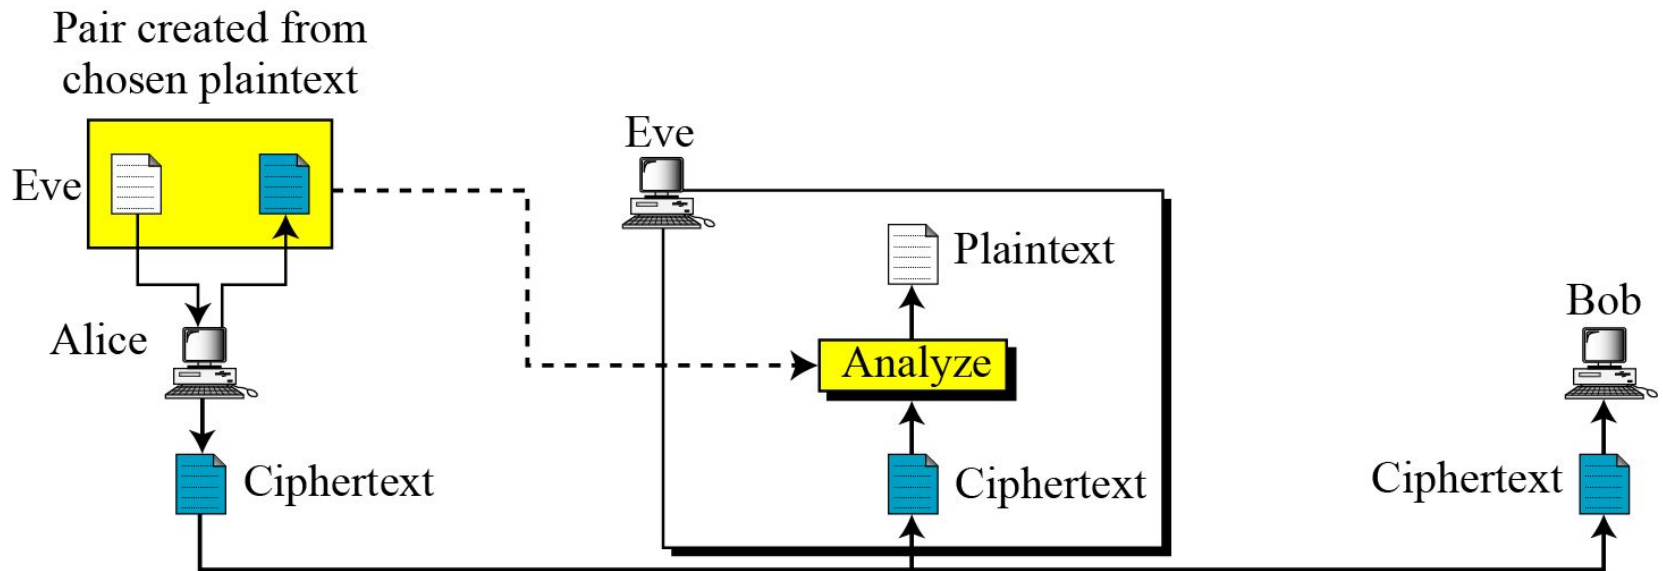 Pair created from
chosen plaintext
Eve
Eve
Plaintext
Bob
Alice
Analyze
Ciphertext
Ciphertext
Ciphertext